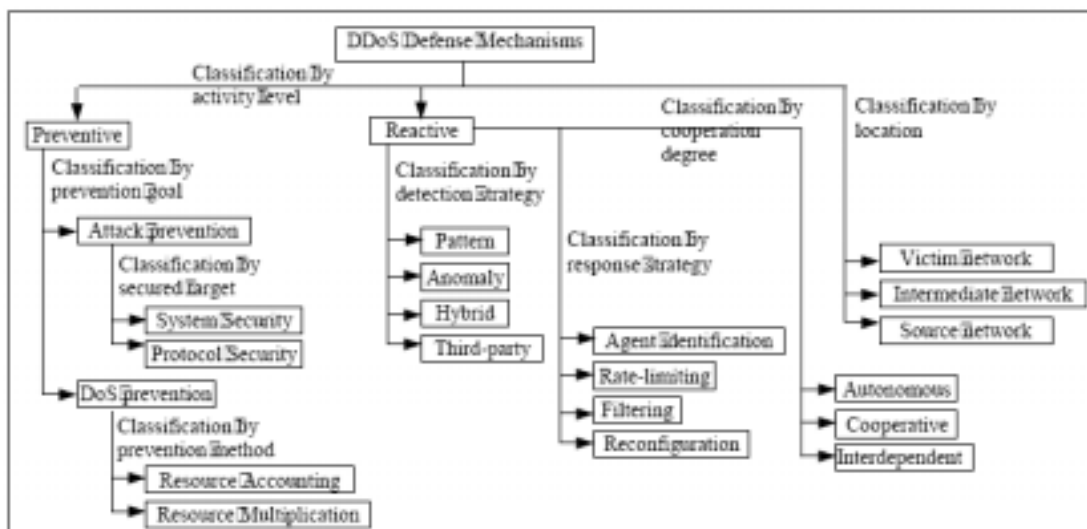 DDoS Defense Mechanisms
Classification By
activity level
Classification By
cooperation
degree
Classification By
location
Preventive
Reactive
Classification By
prevention goal
Classification By
detection strategy
Attack prevention
Classification By
secured target
System Security
Protocol Security
DoS prevention
Classification By
prevention method
Resource Accounting
Resource Multiplication
Pattern
Anomaly
Hybrid
Third-party
Classification By
response strategy
Agent identification
Rate-limiting
Filtering
Reconfiguration
Victim network
Intermediate network
Source network
Autonomous
Cooperative
Interdependent